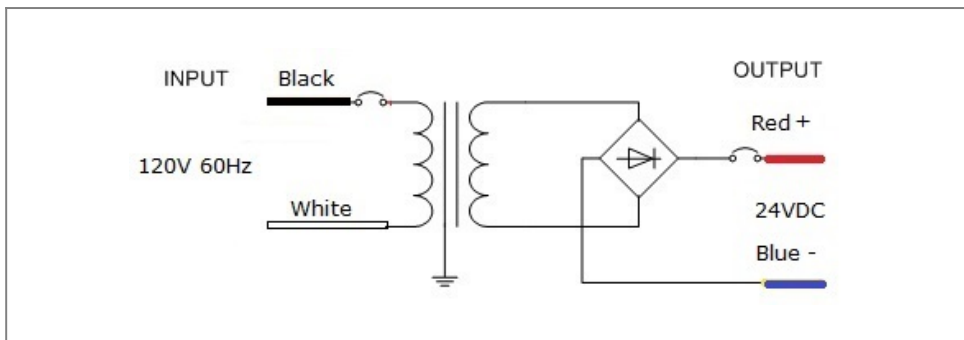 INPUT
Black
OUTPUT
Red +
120V 60Hz
White
24VDC
Blue -